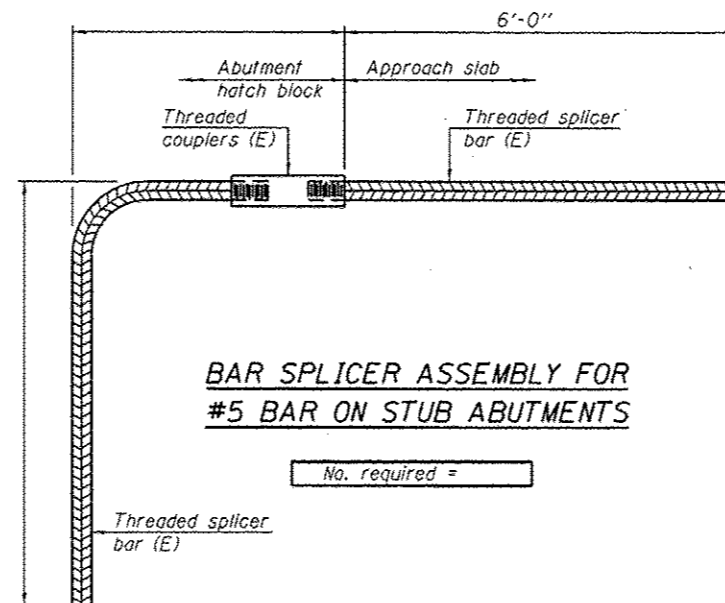 6'-0"
Abutment
hatch block
Approach slab
Threaded
couplers (E)
Threaded splicer
bar (E)
BAR SPLICER ASSEMBLY FOR
#5 BAR ON STUB ABUTMENTS
No. required =
Threaded splicer
bar (E)